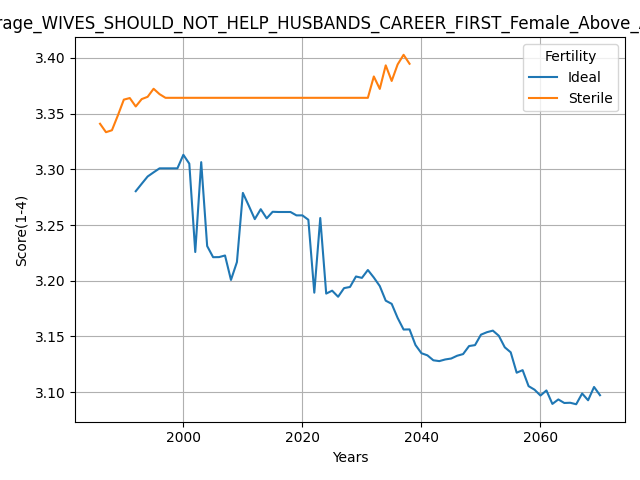 rage_WIVES_SHOULD_NOT_HELP_HUSBANDS_CAREER_FIRST_Female_Above_
Fertility
Ideal
Sterile
Score(1-4)
3.40
3.35
3.30
3.25
3.20
3.15
3.10
2000 2020 2040 2060
Years